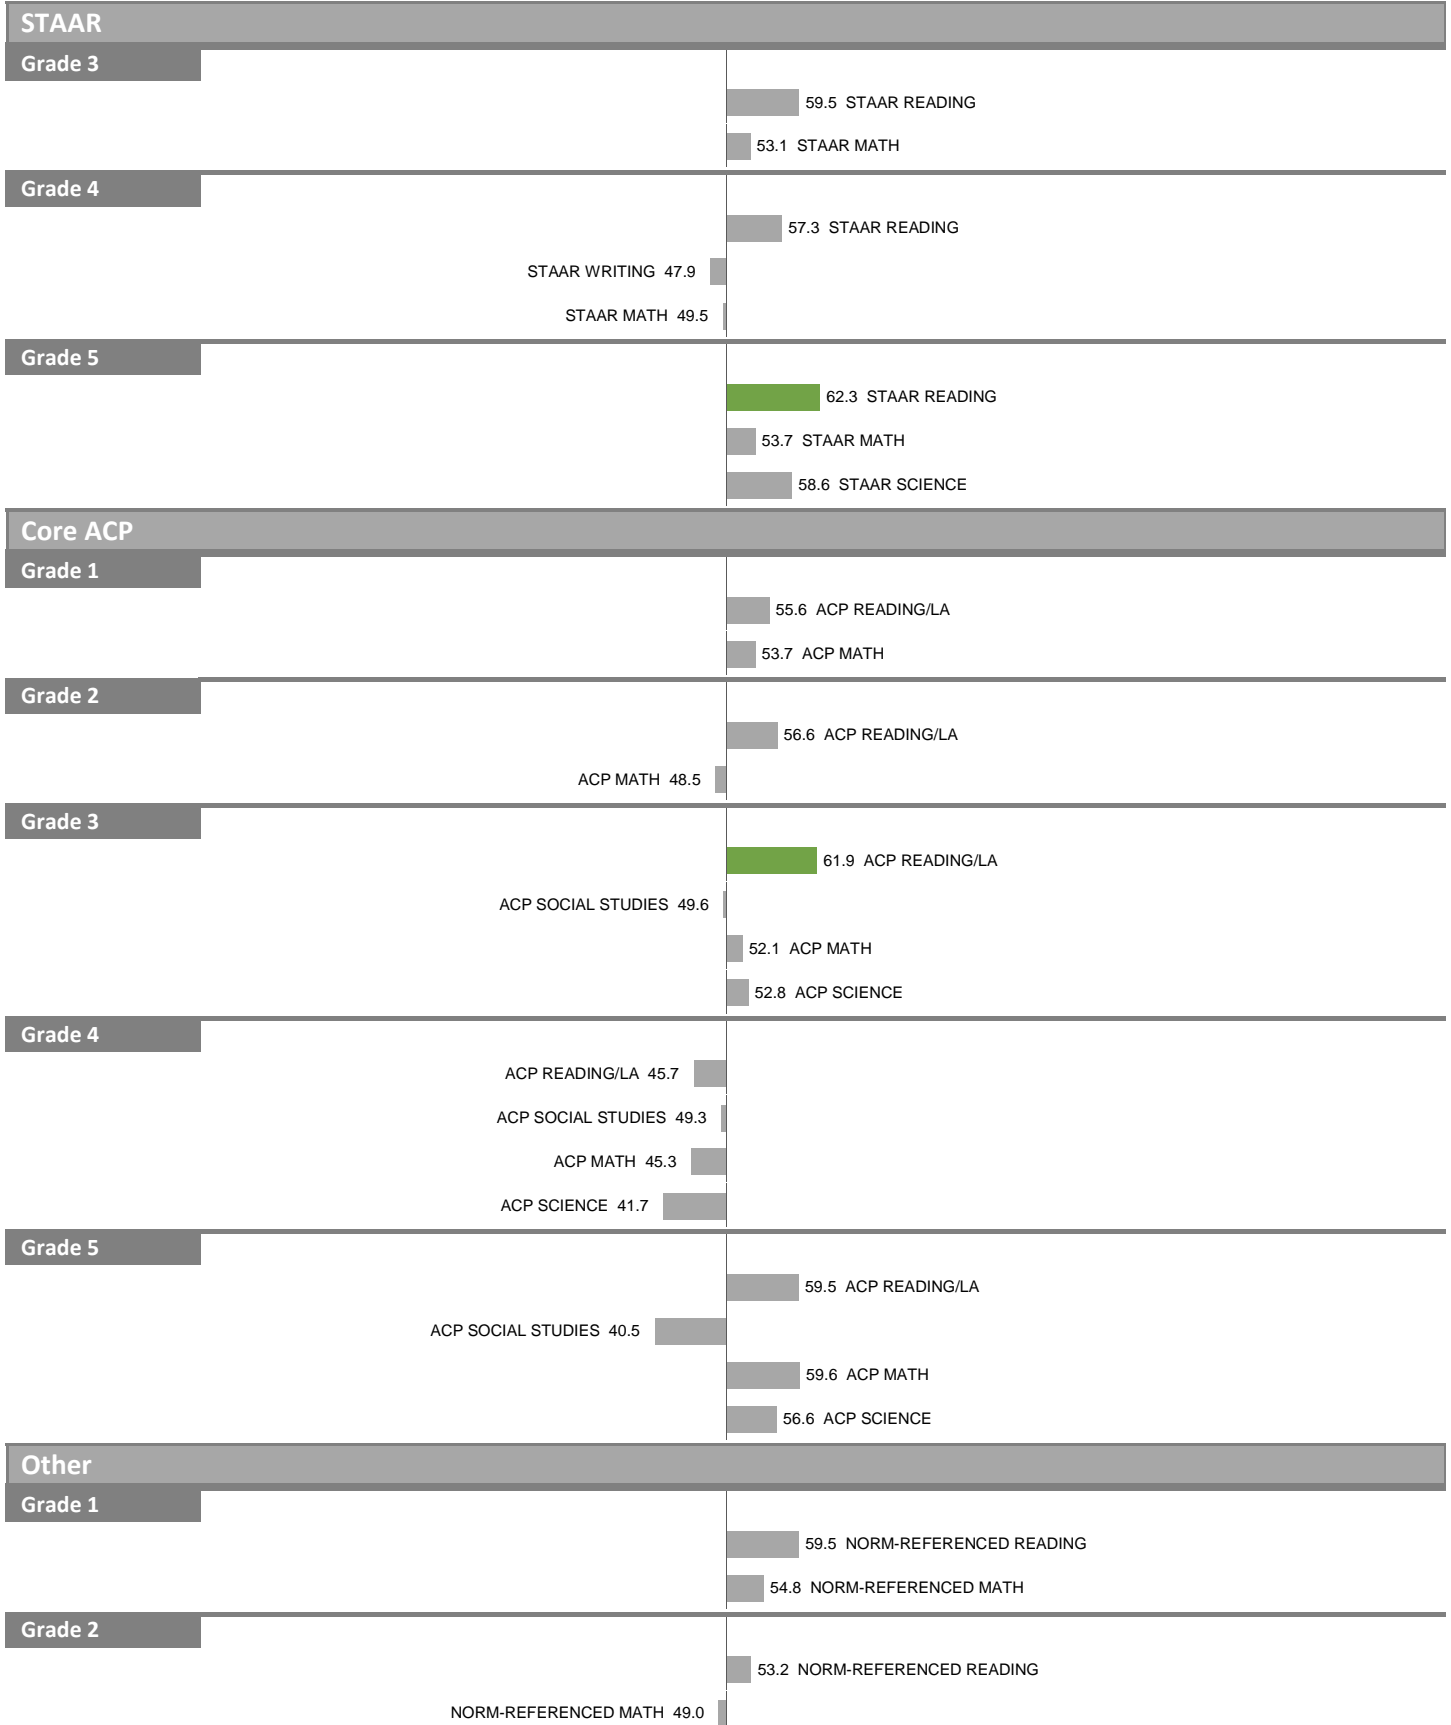 STAAR
Grade 3
59.5 STAAR READING
53.1 STAAR MATH
Grade 4
57.3 STAAR READING
STAAR WRITING 47.9
STAAR MATH 49.5
Grade 5
62.3 STAAR READING
53.7 STAAR MATH
58.6 STAAR SCIENCE
Core ACP
Grade 1
55.6 ACP READING/LA
53.7 ACP MATH
Grade 2
56.6 ACP READING/LA
ACP MATH 48.5
Grade 3
61.9 ACP READING/LA
ACP SOCIAL STUDIES 49.6
52.1 ACP MATH
52.8 ACP SCIENCE
Grade 4
ACP READING/LA 45.7
ACP SOCIAL STUDIES 49.3
ACP MATH 45.3
ACP SCIENCE 41.7
Grade 5
59.5 ACP READING/LA
ACP SOCIAL STUDIES 40.5
59.6 ACP MATH
56.6 ACP SCIENCE
Other
Grade 1
59.5 NORM-REFERENCED READING
54.8 NORM-REFERENCED MATH
Grade 2
53.2 NORM-REFERENCED READING
NORM-REFERENCED MATH 49.0